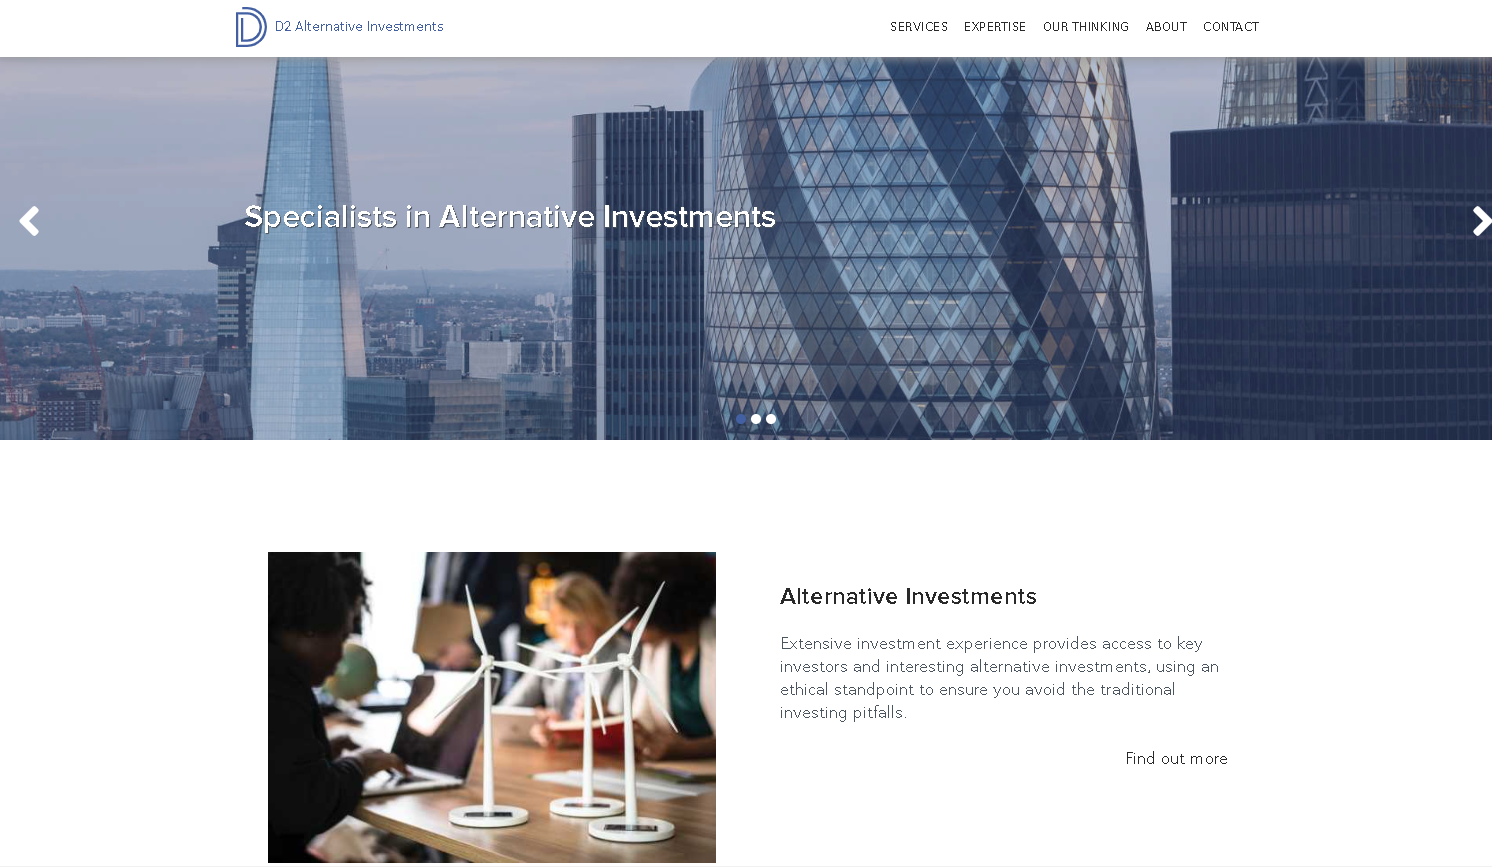 D2 Alternative Investments
SERVICES EXPERTISE OUR THINKING ABOUT CONTACT
Specialists in Alternative Investments
Alternative Investments
Extensive investment experience provides access to key
investors and interesting alternative investments, using an
ethical standpoint to ensure you avoid the traditional
investing pitfalls.
Find out more